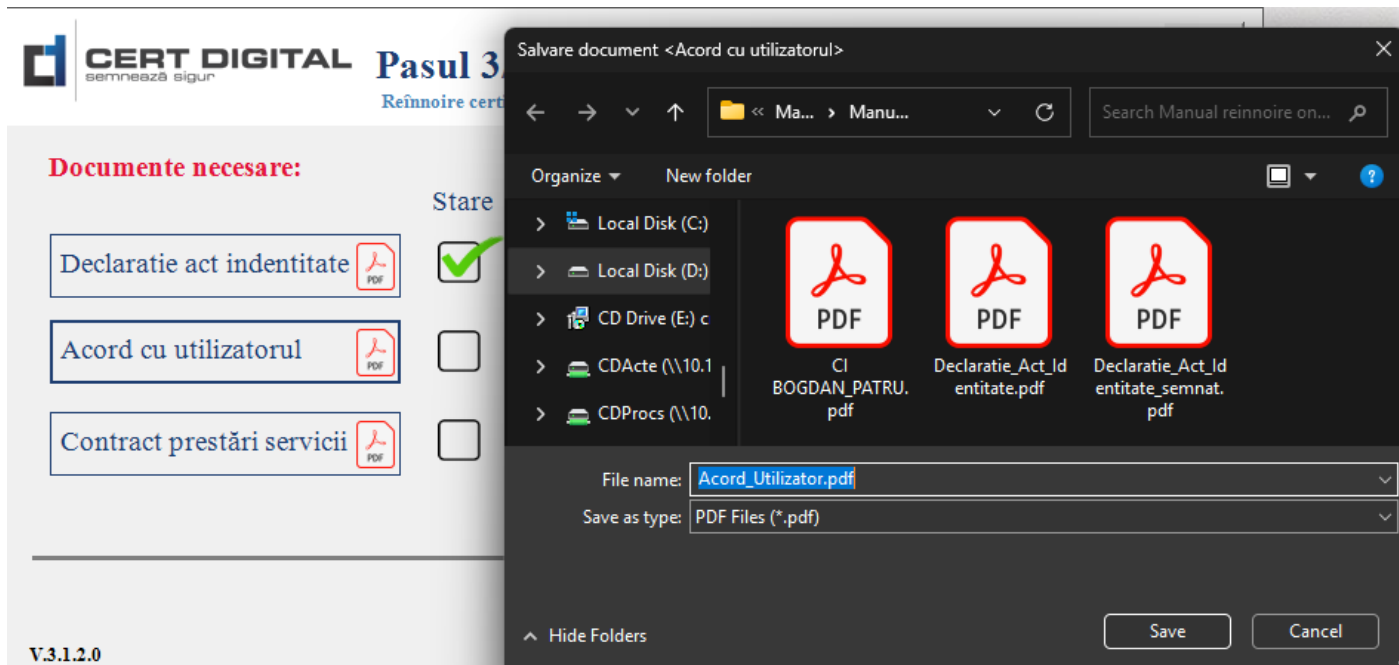 CERT DIGITAL
semnează sigur
Pasul 3
Reînnoire cert
Documente necesare:
Stare
Declaratie act indentitate
PDF
Acord cu utilizatorul
PDF
Contract prestări servicii
PDF
V.3.1.2.0
Salvare document <Acord cu utilizatorul>
« Ma... › Manu...
Search Manual reinnoire on...
Organize
New folder
Local Disk (C:)
Local Disk (D:)
CD Drive (E:) c
CDActe (\\10.1
CDProcs (\\10.
PDF
CI
BOGDAN_PATRU.
pdf
PDF
Declaratie_Act_Id
entitate.pdf
PDF
Declaratie_Act_Id
entitate_semnat.
pdf
File name: Acord_Utilizator.pdf
Save as type: PDF Files (*.pdf)
Hide Folders
Save
Cancel